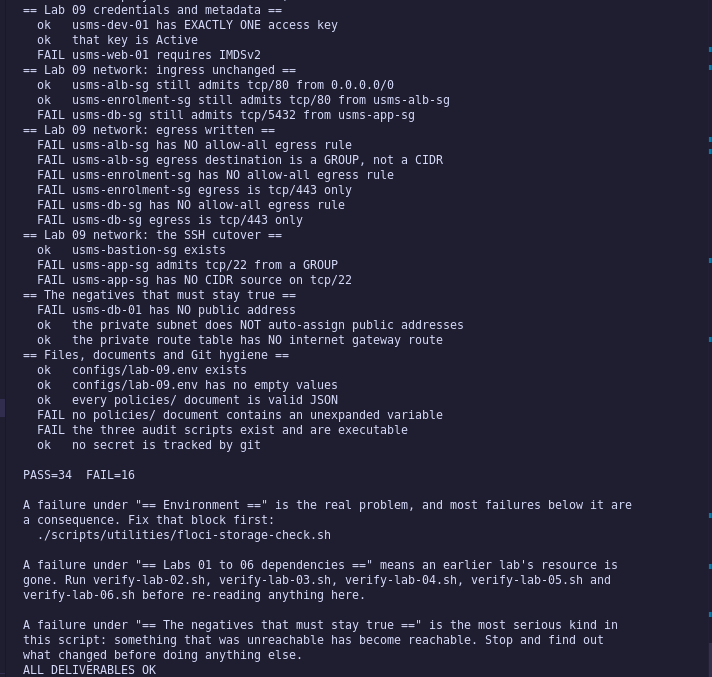 == Lab 09 credentials and metadata ==
  ok   usms-dev-01 has EXACTLY ONE access key
  ok   that key is Active
  FAIL usms-web-01 requires IMDSv2
== Lab 09 network: ingress unchanged ==
  ok   usms-alb-sg still admits tcp/80 from 0.0.0.0/0
  ok   usms-enrolment-sg still admits tcp/80 from usms-alb-sg
  FAIL usms-db-sg still admits tcp/5432 from usms-app-sg
== Lab 09 network: egress written ==
  FAIL usms-alb-sg has NO allow-all egress rule
  FAIL usms-alb-sg egress destination is a GROUP, not a CIDR
  FAIL usms-enrolment-sg has NO allow-all egress rule
  FAIL usms-enrolment-sg egress is tcp/443 only
  FAIL usms-db-sg has NO allow-all egress rule
  FAIL usms-db-sg egress is tcp/443 only
== Lab 09 network: the SSH cutover ==
  ok   usms-bastion-sg exists
  FAIL usms-app-sg admits tcp/22 from a GROUP
  FAIL usms-app-sg has NO CIDR source on tcp/22
== The negatives that must stay true ==
  FAIL usms-db-01 has NO public address
  ok   the private subnet does NOT auto-assign public addresses
  ok   the private route table has NO internet gateway route
== Files, documents and Git hygiene ==
  ok   configs/lab-09.env exists
  ok   configs/lab-09.env has no empty values
  ok   every policies/ document is valid JSON
  FAIL no policies/ document contains an unexpanded variable
  FAIL the three audit scripts exist and are executable
  ok   no secret is tracked by git

PASS=34  FAIL=16

A failure under "== Environment ==" is the real problem, and most failures below it are
a consequence. Fix that block first:
  ./scripts/utilities/floci-storage-check.sh

A failure under "== Labs 01 to 06 dependencies ==" means an earlier lab's resource is
gone. Run verify-lab-02.sh, verify-lab-03.sh, verify-lab-04.sh, verify-lab-05.sh and
verify-lab-06.sh before re-reading anything here.

A failure under "== The negatives that must stay true ==" is the most serious kind in
this script: something that was unreachable has become reachable. Stop and find out
what changed before doing anything else.
ALL DELIVERABLES OK